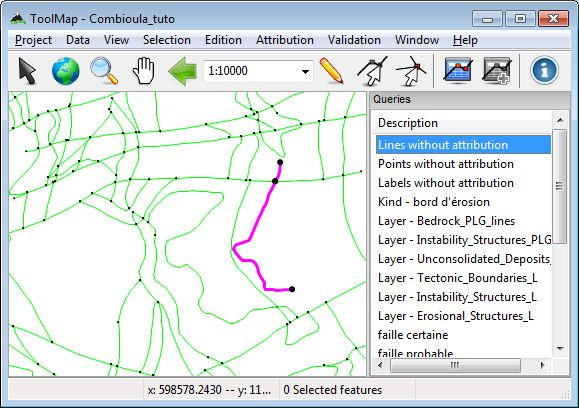 ToolMap - Combioula_tuto
Project Data View Selection Edition Attribution Validation Window Help
1:10000
Queries
Description
Lines without attribution
Points without attribution
Labels without attribution
Kind - bord d'érosion
Layer - Bedrock_PLG_lines
Layer - Instability_Structures_PLG
Layer - Unconsolidated_Deposits_
Layer - Tectonic_Boundaries_L
Layer - Instability_Structures_L
Layer - Erosional_Structures_L
faille certaine
faille probable
x: 598578.2430 -- y: 11... 0 Selected features